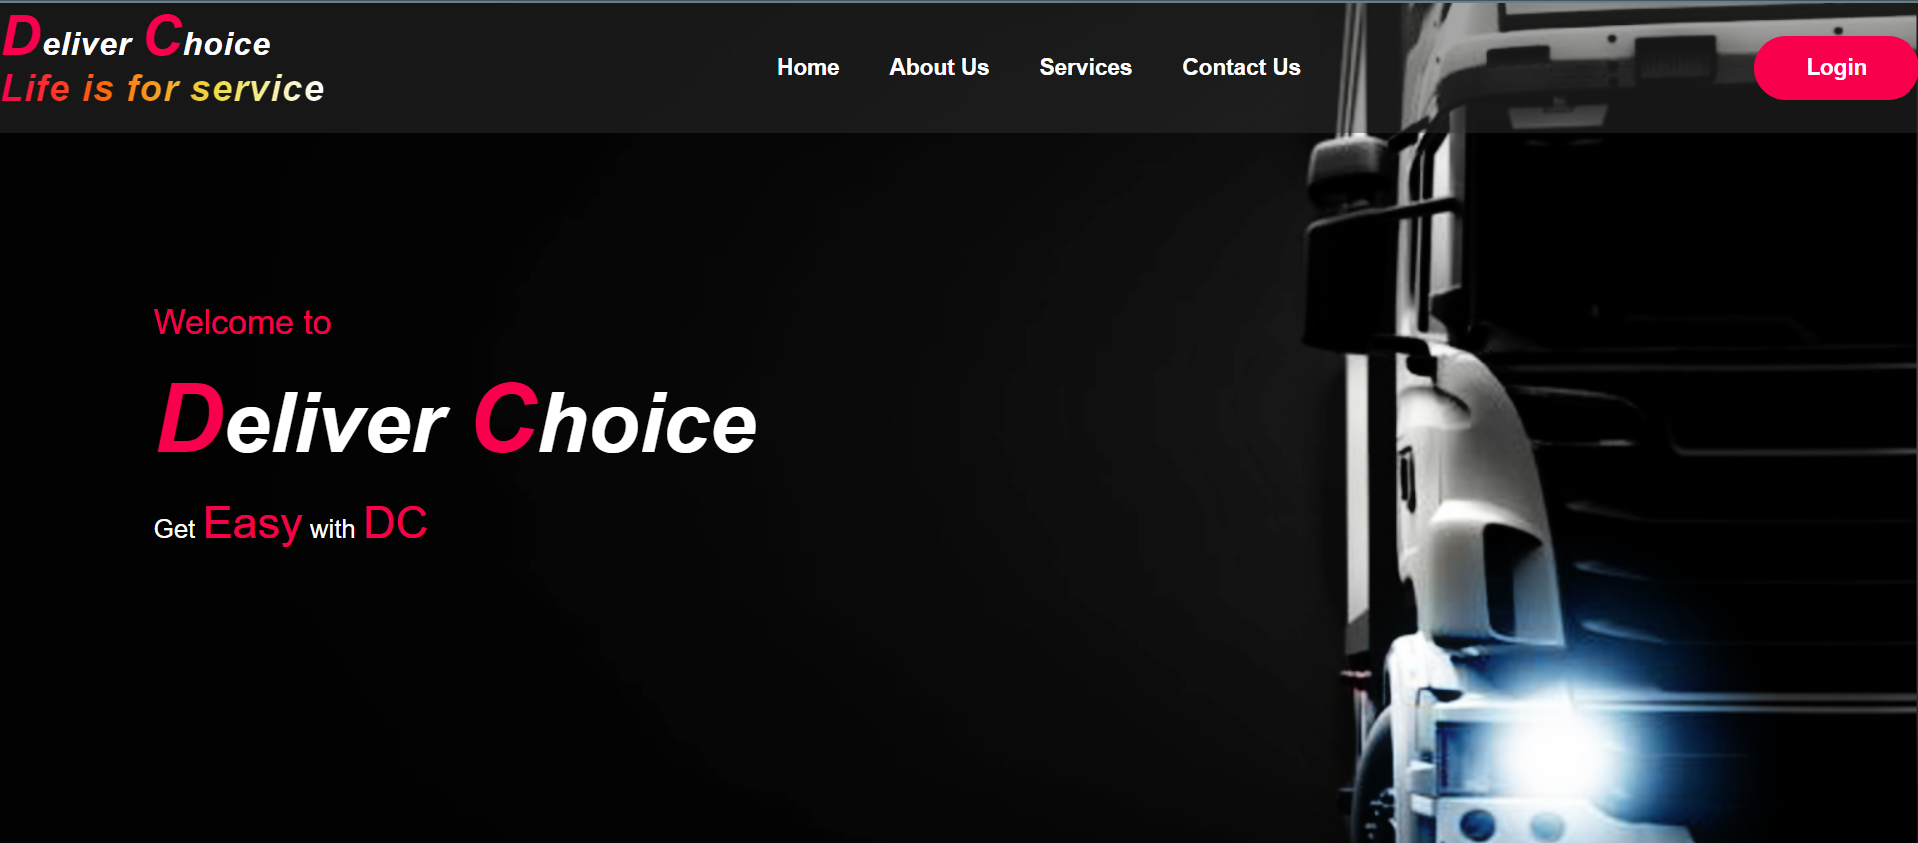 Deliver Choice
Life is for service
Home About Us Services Contact Us
Login
Welcome to
Deliver Choice
Get Easy with DC